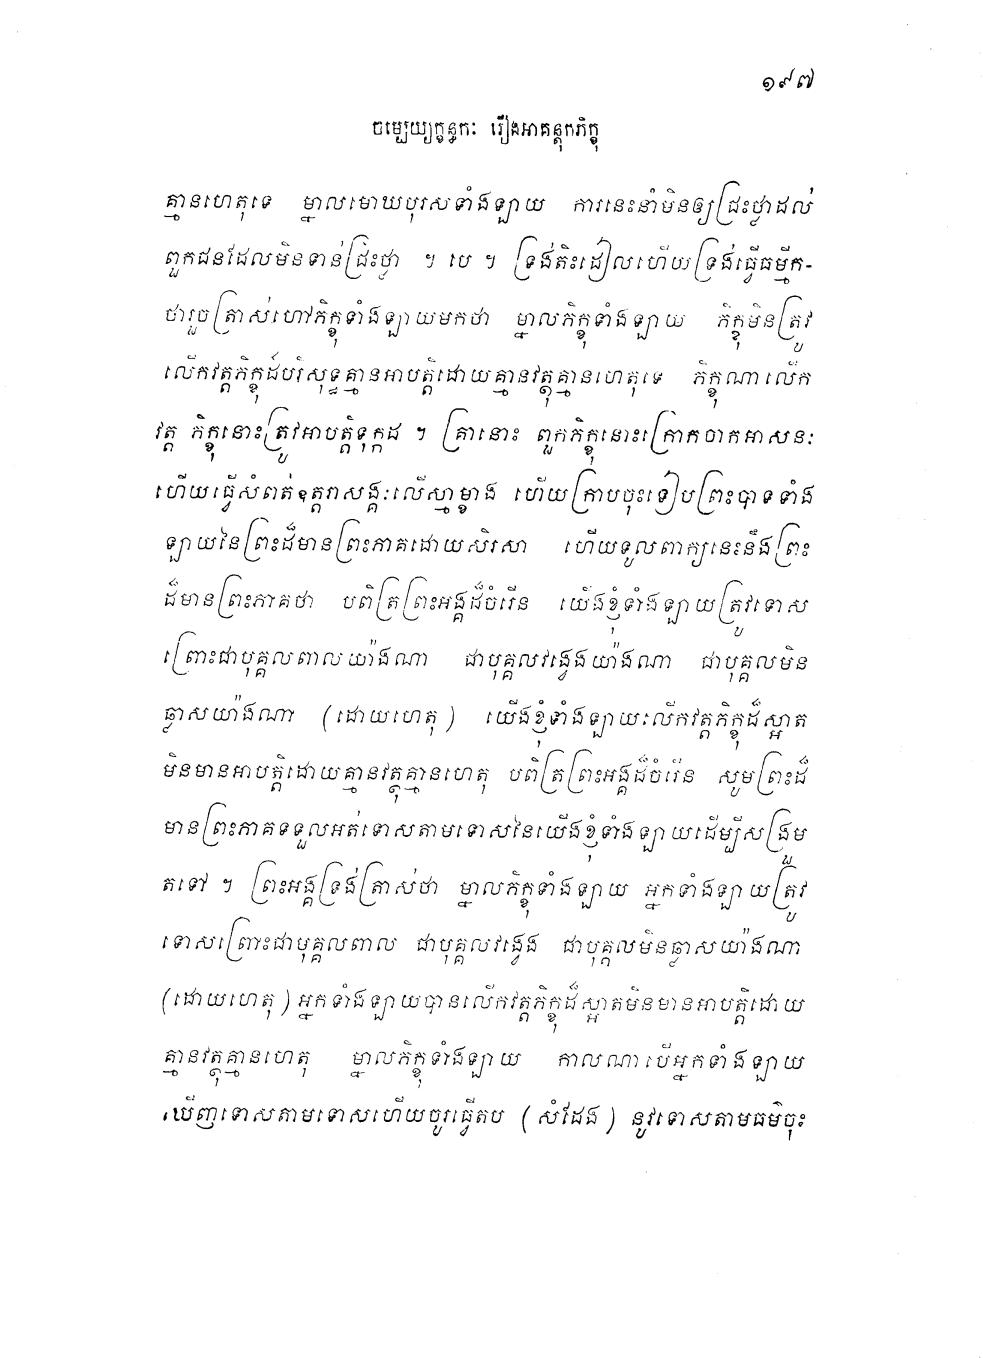 ១៩៧
ចម្បេយ្យក្ខន្ធកៈ រឿងអាគន្តុកភិក្ខុ
គ្មានហេតុទេ ម្នាលមោឃបុរសទាំងឡាយ ការនេះនាំមិនឲ្យជ្រះថ្លាដល់
ពួកជនដែលមិនទាន់ជ្រះថ្លា ។ បេ ។ ទ្រង់តិះដៀលហើយទ្រង់ធ្វើធម្មីក-
ថារួចត្រាស់ហៅភិក្ខុទាំងឡាយមកថា ម្នាលភិក្ខុទាំងឡាយ ភិក្ខុមិនត្រូវ
លើកវត្តភិក្ខុដ៍បរិសុទ្ធគ្មានអាបត្តិដោយគ្មានវត្ថុគ្មានហេតុទេ ភិក្ខុណាលើក
វត្ត ភិក្ខុនោះត្រូវអាបត្តិទុក្កដ ។ គ្រានោះ ពួកភិក្ខុនោះក្រោកចាកអាសនៈ
ហើយធ្វើសំពត់ឧត្តរាសង្គៈលើស្មាម្ខាង ហើយក្រាបចុះទៀបព្រះបាទទាំង
ឡាយនៃព្រះដ៏មានព្រះភាគដោយសិរសា ហើយទូលពាក្យនេះនឹងព្រះ
ដ៏មានព្រះភាគថា បពិត្រព្រះអង្គដ៏ចំរើន យើងខ្ញុំទាំងឡាយត្រូវទោស
ព្រោះជាបុគ្គលពាលយ៉ាងណា ជាបុគ្គលវង្វេងយ៉ាងណា ជាបុគ្គលមិន
ឆ្លាសយ៉ាងណា (ដោយហេតុ) យើងខ្ញុំទាំងឡាយលើកវត្តភិក្ខុដ៏ស្អាត
មិនមានអាបត្តិដោយគ្មានវត្ថុគ្មានហេតុ បពិត្រព្រះអង្គដ៏ចំរើន សូមព្រះដ៏
មានព្រះភាគទទួលអត់ទោសតាមទោសនៃយើងខ្ញុំទាំងឡាយដើម្បីសង្រួម
តទៅ ។ ព្រះអង្គទ្រង់ត្រាស់ថា ម្នាលភិក្ខុទាំងឡាយ អ្នកទាំងឡាយត្រូវ
ទោសព្រោះជាបុគ្គលពាល ជាបុគ្គលវង្វេង ជាបុគ្គលមិនឆ្លាសយ៉ាងណា
(ដោយហេតុ) អ្នកទាំងឡាយបានលើកវត្តភិក្ខុដ៏ស្អាតមិនមានអាបត្តិដោយ
គ្មានវត្ថុគ្មានហេតុ ម្នាលភិក្ខុទាំងឡាយ កាលណាបើអ្នកទាំងឡាយ
ឃើញទោសតាមទោសហើយចូរធ្វើតប (សំដែង) នូវទោសតាមធម៌ចុះ